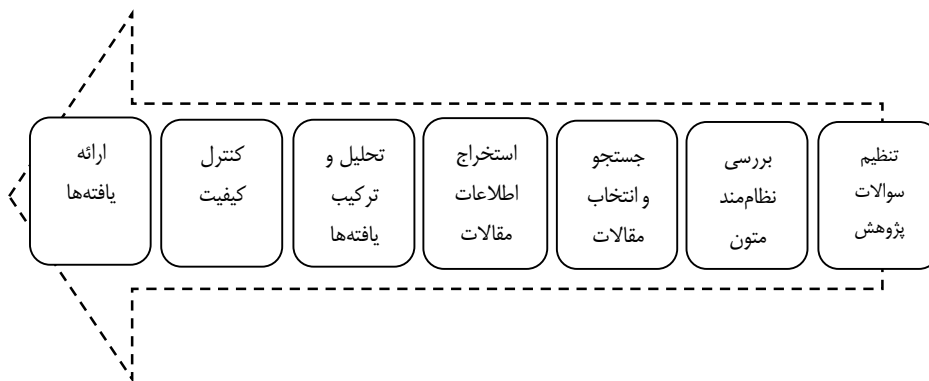 تنظیم
سوالات
پژوهش
بررسی
نظام‌مند
متون
جستجو
و انتخاب
مقالات
استخراج
اطلاعات
مقالات
تحلیل و
ترکیب
یافته‌ها
کنترل
کیفیت
ارائه
یافته‌ها